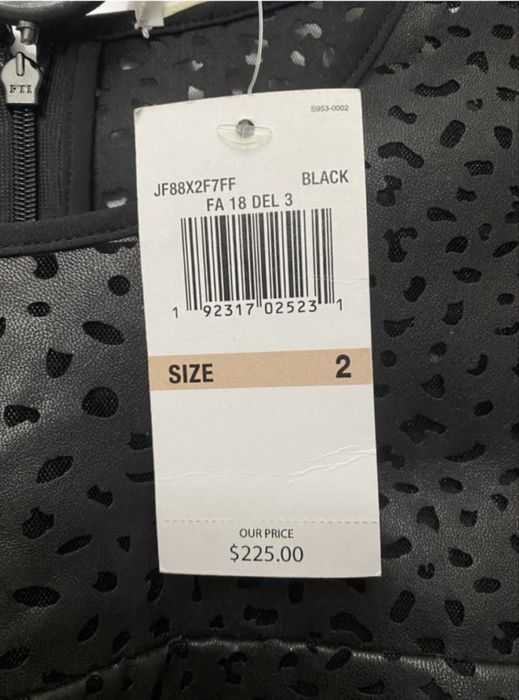 FTI
S953-0002
JF88X2F7FF BLACK
FA 18 DEL 3
1 92317 02523 1
SIZE 2
OUR PRICE
$225.00